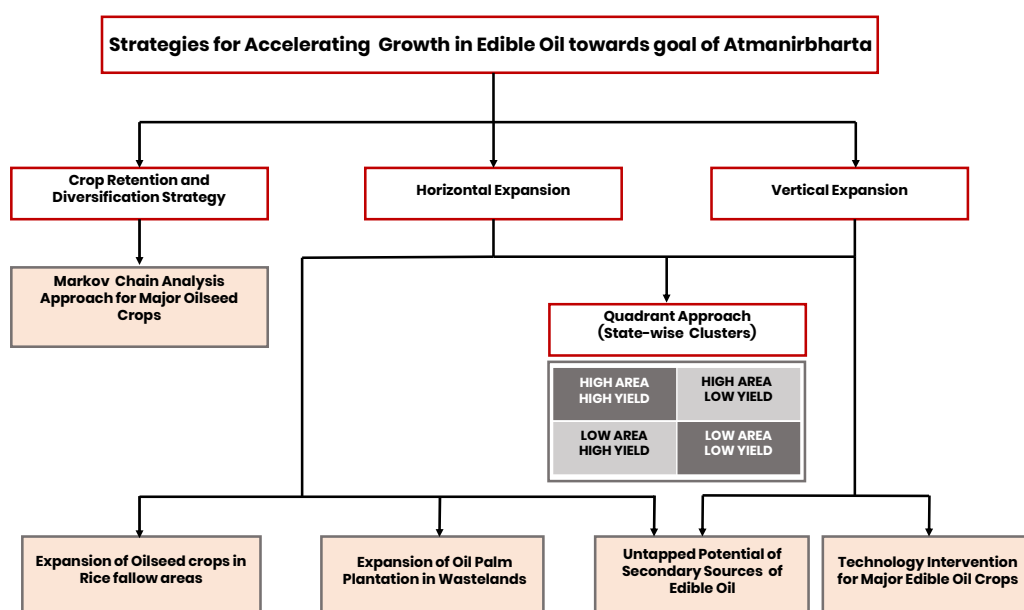 Strategies for Accelerating Growth in Edible Oil towards goal of Atmanirbharta
Crop Retention and
Diversification Strategy
Horizontal Expansion
Vertical Expansion
Markov Chain Analysis
Approach for Major Oilseed
Crops
Quadrant Approach
(State-wise Clusters)
HIGH AREA
HIGH YIELD
HIGH AREA
LOW YIELD
LOW AREA
HIGH YIELD
LOW AREA
LOW YIELD
Expansion of Oilseed crops in
Rice fallow areas
Expansion of Oil Palm
Plantation in Wastelands
Untapped Potential of
Secondary Sources of
Edible Oil
Technology Intervention
for Major Edible Oil Crops